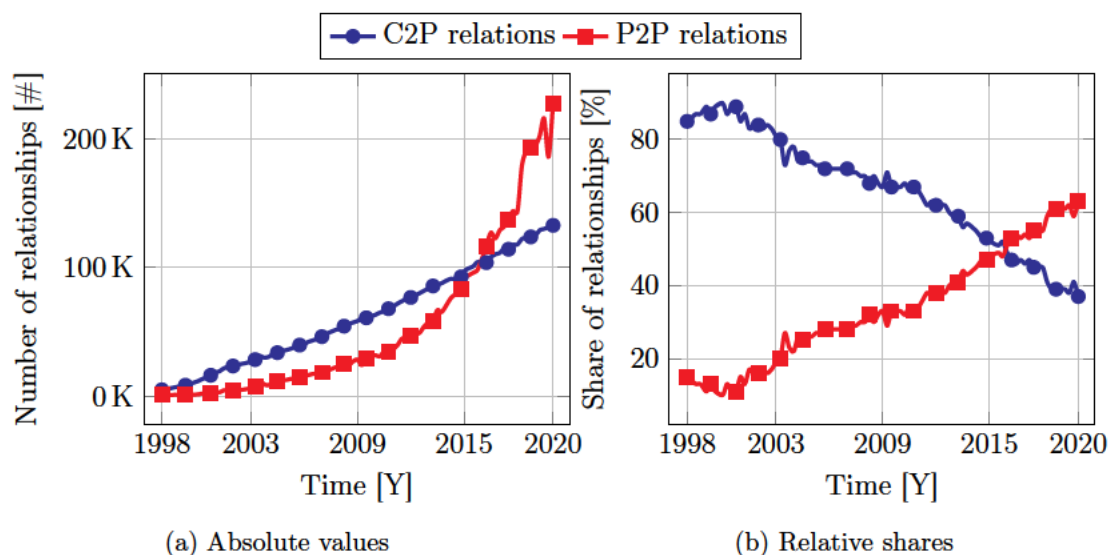 C2P relations P2P relations
Number of relationships [#]
200 K
100 K
0 K
1998 2003 2009 2015 2020
Time [Y]
(a) Absolute values
Share of relationships [%]
80
60
40
20
1998 2003 2009 2015 2020
Time [Y]
(b) Relative shares